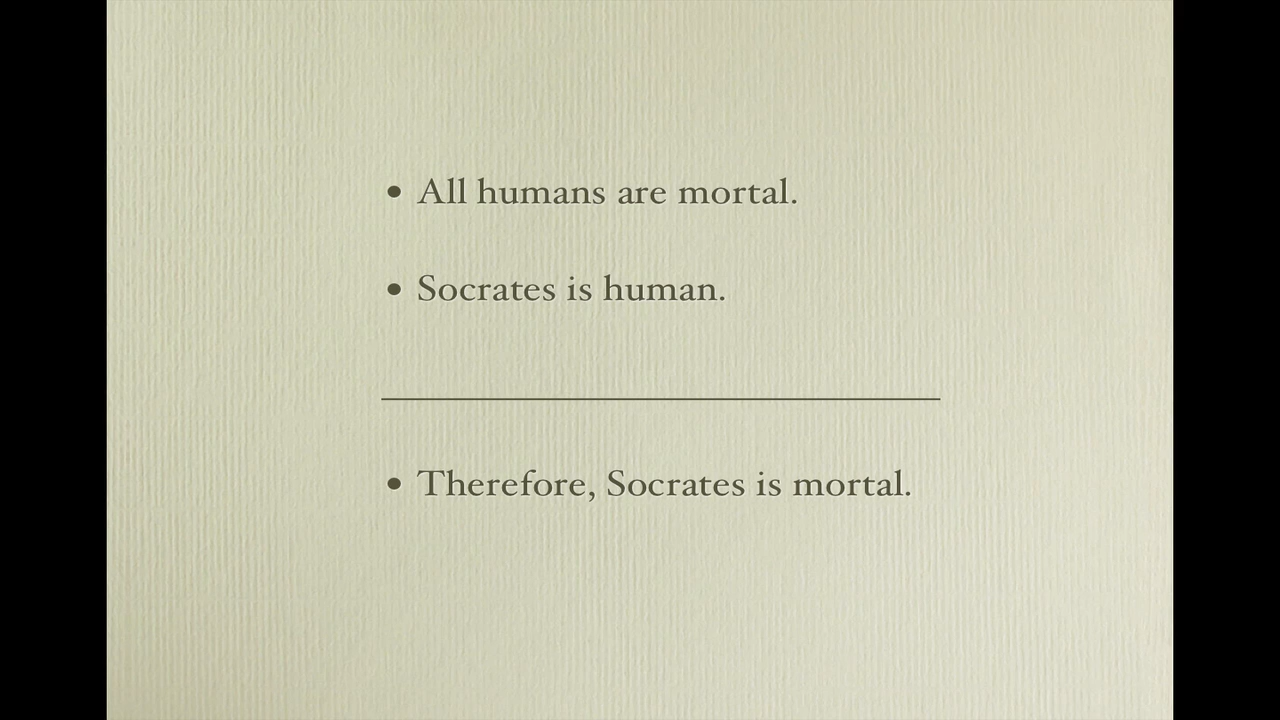 • All humans are mortal.
• Socrates is human.
• Therefore, Socrates is mortal.